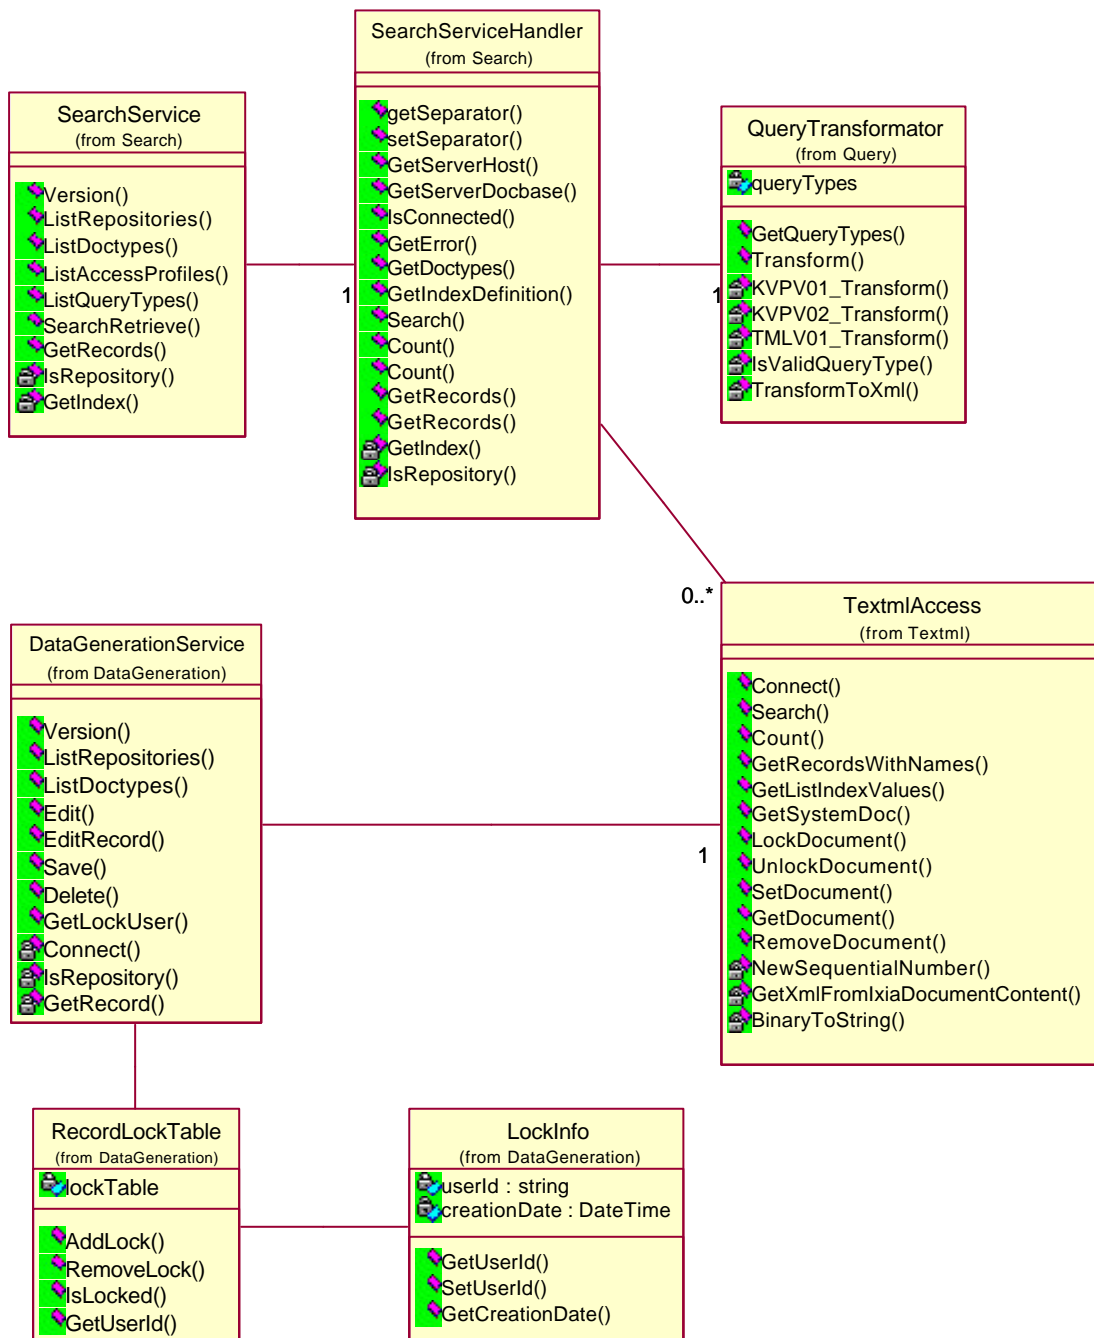 SearchServiceHandler
(from Search)
getSeparator()
setSeparator()
GetServerHost()
GetServerDocbase()
IsConnected()
GetError()
GetDoctypes()
GetIndexDefinition()
Search()
Count()
Count()
GetRecords()
GetRecords()
GetIndex()
IsRepository()
SearchService
(from Search)
Version()
ListRepositories()
ListDoctypes()
ListAccessProfiles()
ListQueryTypes()
SearchRetrieve()
GetRecords()
IsRepository()
GetIndex()
1
QueryTransformator
(from Query)
queryTypes
GetQueryTypes()
Transform()
KVPV01_Transform()
KVPV02_Transform()
TMLV01_Transform()
IsValidQueryType()
TransformToXml()
1
0..*
TextmlAccess
(from Textml)
Connect()
Search()
Count()
GetRecordsWithNames()
GetListIndexValues()
GetSystemDoc()
LockDocument()
UnlockDocument()
SetDocument()
GetDocument()
RemoveDocument()
NewSequentialNumber()
GetXmlFromIxiaDocumentContent()
BinaryToString()
DataGenerationService
(from DataGeneration)
Version()
ListRepositories()
ListDoctypes()
Edit()
EditRecord()
Save()
Delete()
GetLockUser()
Connect()
IsRepository()
GetRecord()
1
RecordLockTable
(from DataGeneration)
lockTable
AddLock()
RemoveLock()
IsLocked()
GetUserId()
LockInfo
(from DataGeneration)
userId : string
creationDate : DateTime
GetUserId()
SetUserId()
GetCreationDate()